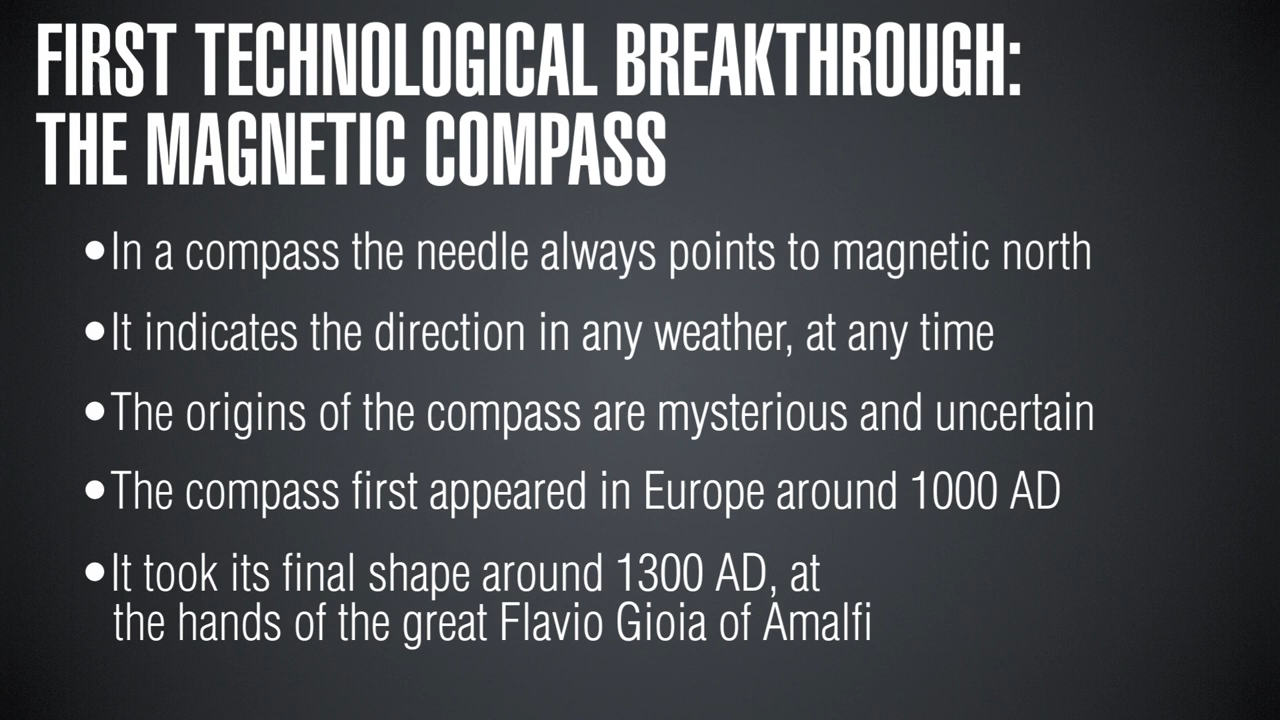 FIRST TECHNOLOGICAL BREAKTHROUGH:
THE MAGNETIC COMPASS
•In a compass the needle always points to magnetic north
•It indicates the direction in any weather, at any time
•The origins of the compass are mysterious and uncertain
•The compass first appeared in Europe around 1000 AD
•It took its final shape around 1300 AD, at
the hands of the great Flavio Gioia of Amalfi